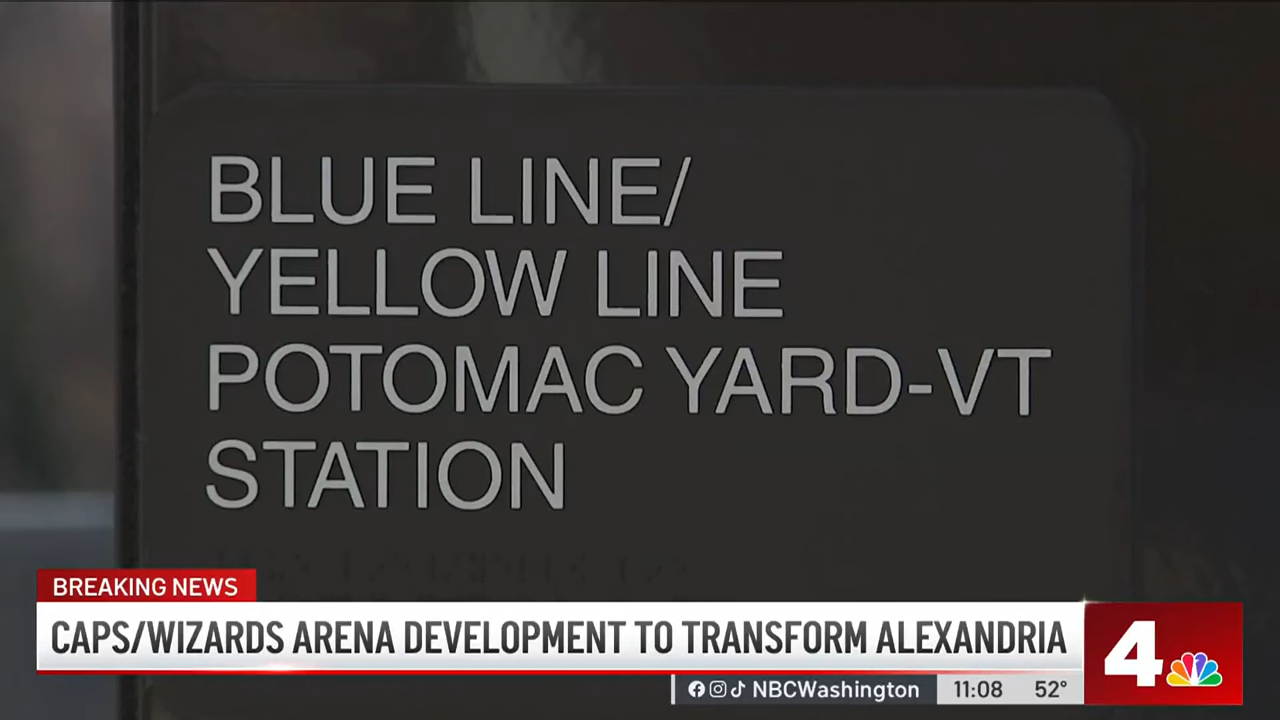 BLUE LINE/
YELLOW LINE
POTOMAC YARD-VT
STATION
BREAKING NEWS
CAPS/WIZARDS ARENA DEVELOPMENT TO TRANSFORM ALEXANDRIA
4
NBCWashington 11:08 52°